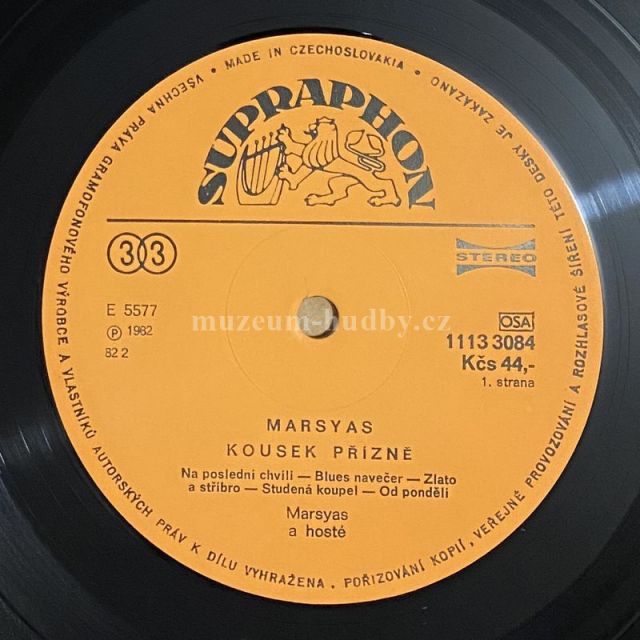 VŠECHNA PRÁVA GRAMOFONOVÉHO VÝROBCE A VLASTNÍKŮ AUTORSKÝCH PRÁV K DÍLU VYHRAŽENA. POŘIZOVÁNÍ KOPIÍ, VEŘEJNÉ PROVOZOVÁNÍ A ROZHLASOVÉ ŠÍŘENÍ TÉTO DESKY JE ZAKÁZÁNO • MADE IN CZECHOSLOVAKIA •
SUPRAPHON
33
STEREO
E 5577
℗ 1982
82 2
muzeum-hudby.cz
OSA
1113 3084
Kčs 44,-
1. strana
MARSYAS
KOUSEK PŘÍZNĚ
Na poslední chvíli — Blues navečer — Zlato
a stříbro — Studená koupel — Od pondělí
Marsyas
a hosté